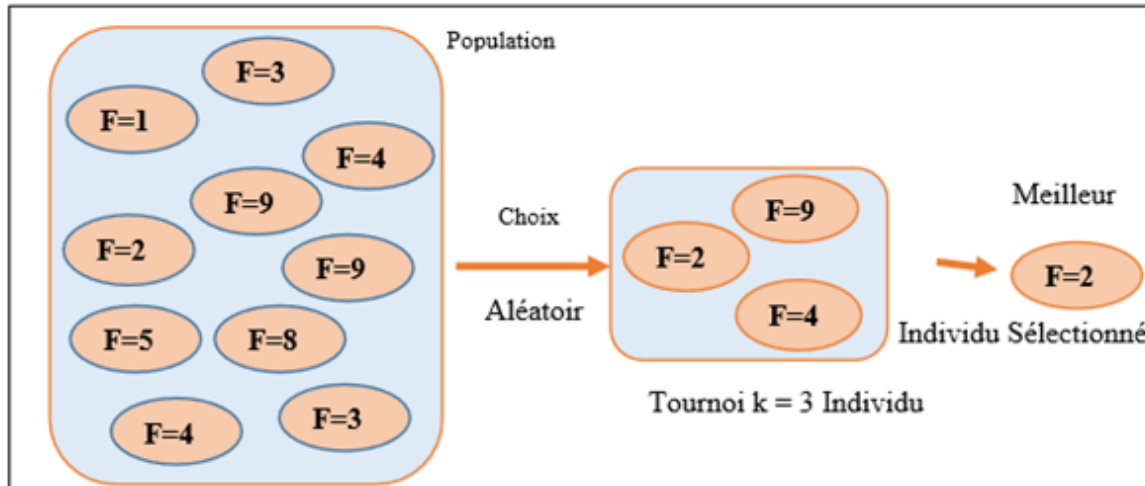 Population
F=3
F=1
F=4
F=9
F=2
F=9
F=5
F=8
F=4
F=3
Choix
Aléatoir
F=9
F=2
F=4
Tournoi k = 3 Individu
Meilleur
F=2
Individu Sélectionné